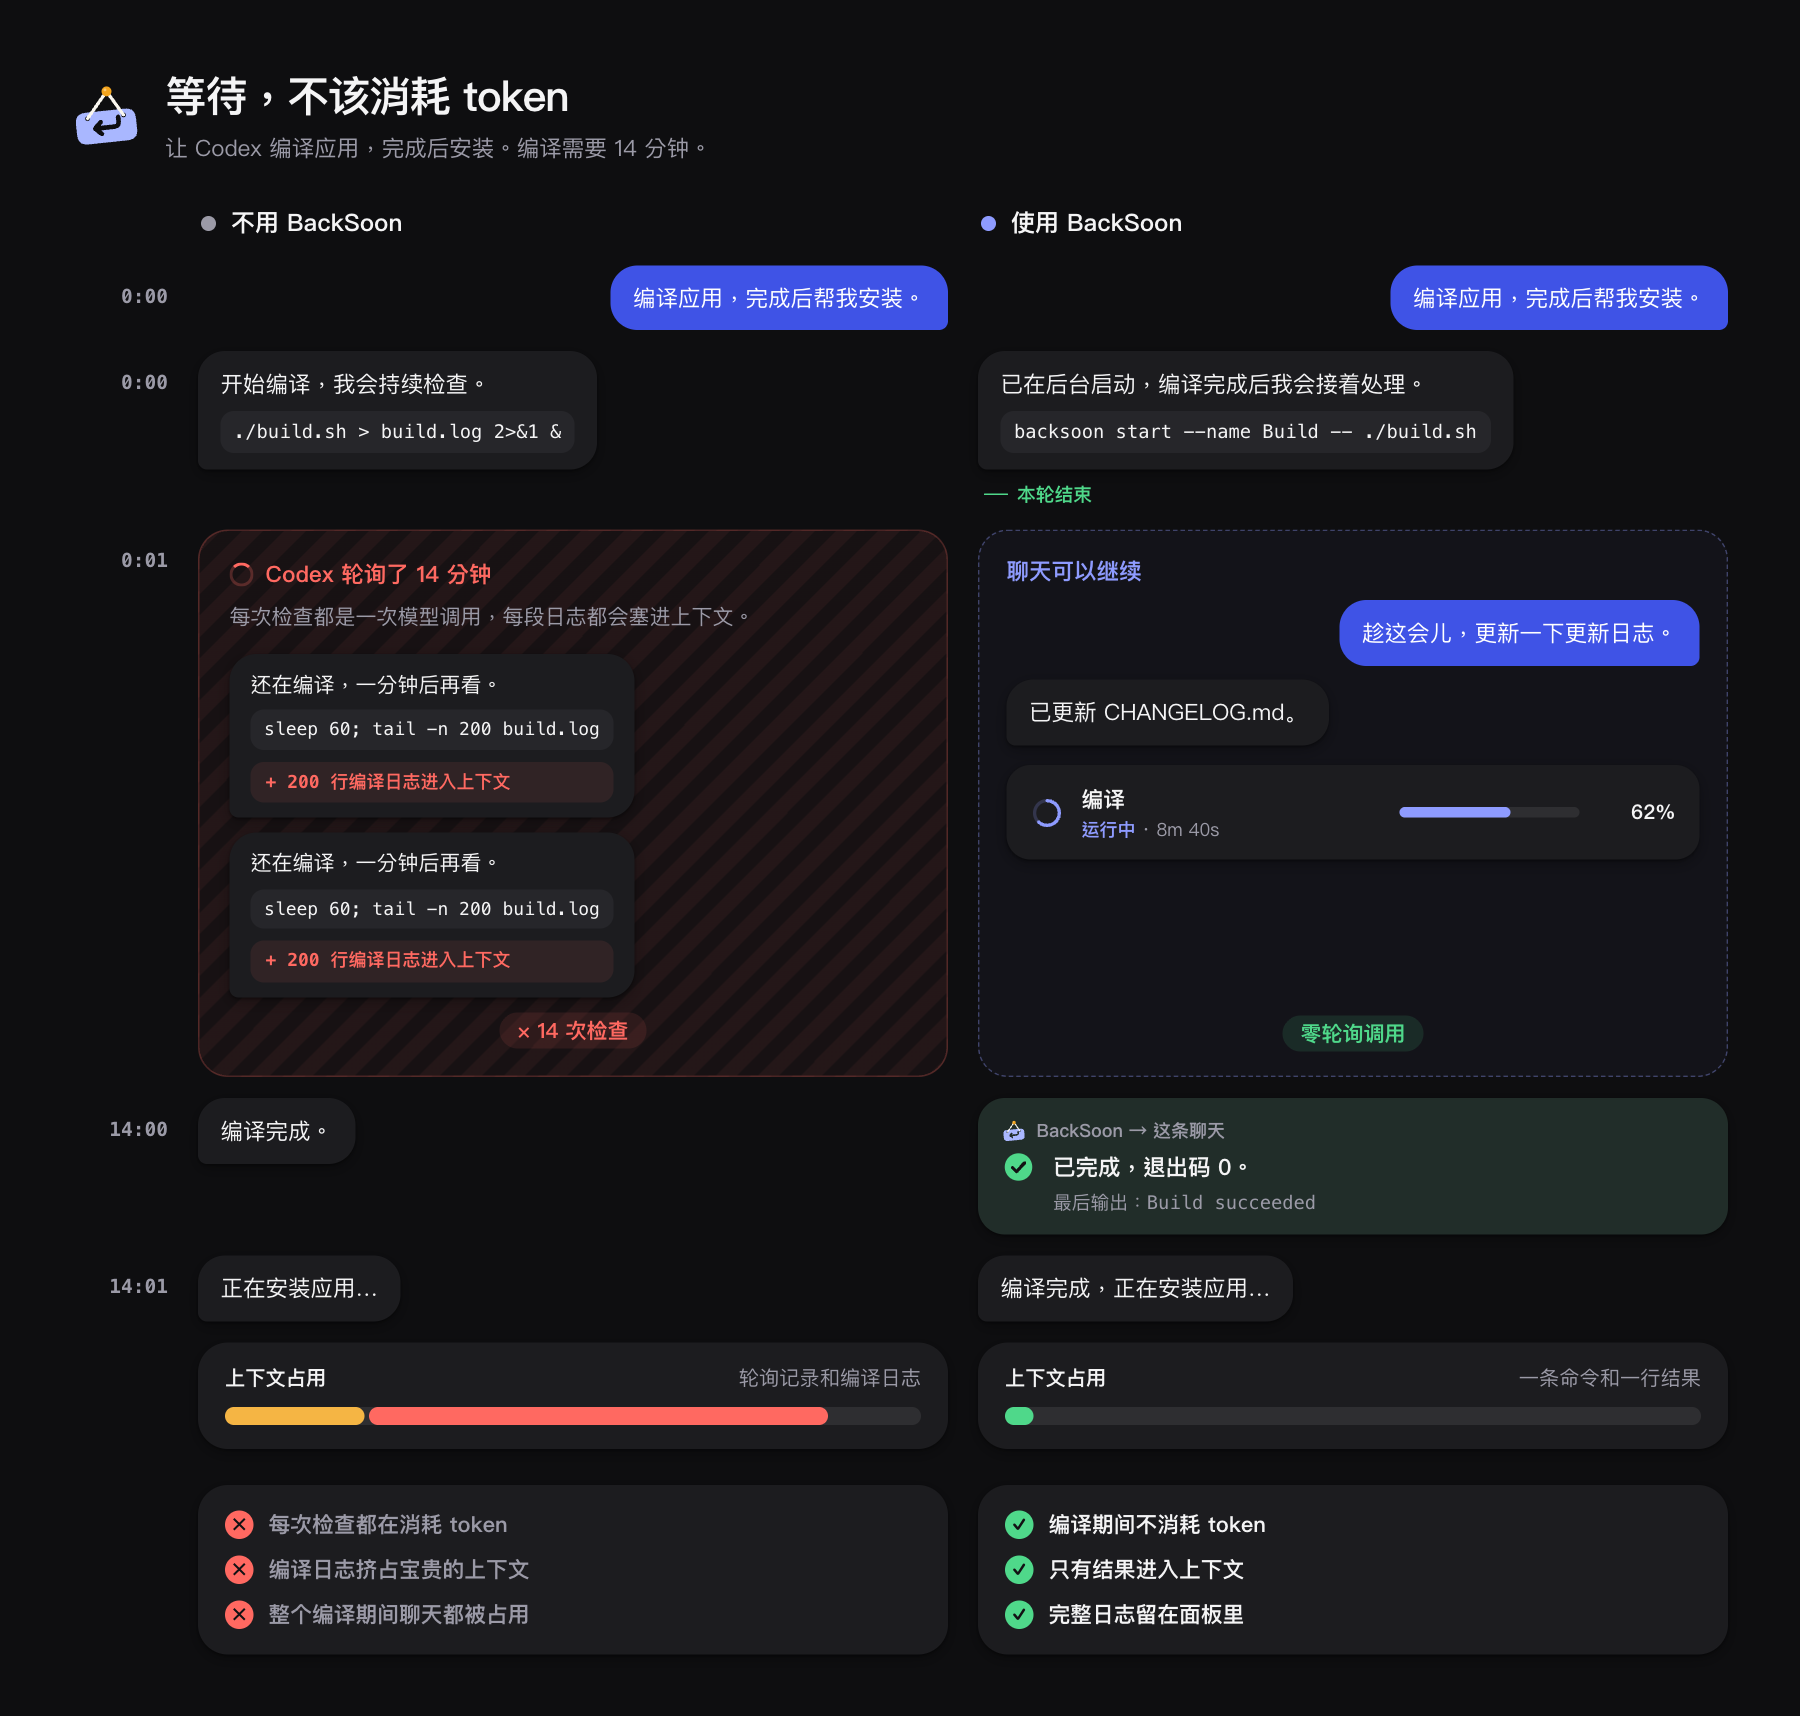 等待，不该消耗 token
让 Codex 编译应用，完成后安装。编译需要 14 分钟。
不用 BackSoon
使用 BackSoon
0:00
编译应用，完成后帮我安装。
编译应用，完成后帮我安装。
0:00
开始编译，我会持续检查。
./build.sh > build.log 2>&1 &
已在后台启动，编译完成后我会接着处理。
backsoon start --name Build -- ./build.sh
— 本轮结束
0:01
Codex 轮询了 14 分钟
每次检查都是一次模型调用，每段日志都会塞进上下文。
还在编译，一分钟后再看。
sleep 60; tail -n 200 build.log
+ 200 行编译日志进入上下文
还在编译，一分钟后再看。
sleep 60; tail -n 200 build.log
+ 200 行编译日志进入上下文
× 14 次检查
聊天可以继续
趁这会儿，更新一下更新日志。
已更新 CHANGELOG.md。
编译
运行中 · 8m 40s
62%
零轮询调用
14:00
编译完成。
BackSoon → 这条聊天
已完成，退出码 0。
最后输出：Build succeeded
14:01
正在安装应用...
编译完成，正在安装应用...
上下文占用
轮询记录和编译日志
上下文占用
一条命令和一行结果
每次检查都在消耗 token
编译日志挤占宝贵的上下文
整个编译期间聊天都被占用
编译期间不消耗 token
只有结果进入上下文
完整日志留在面板里